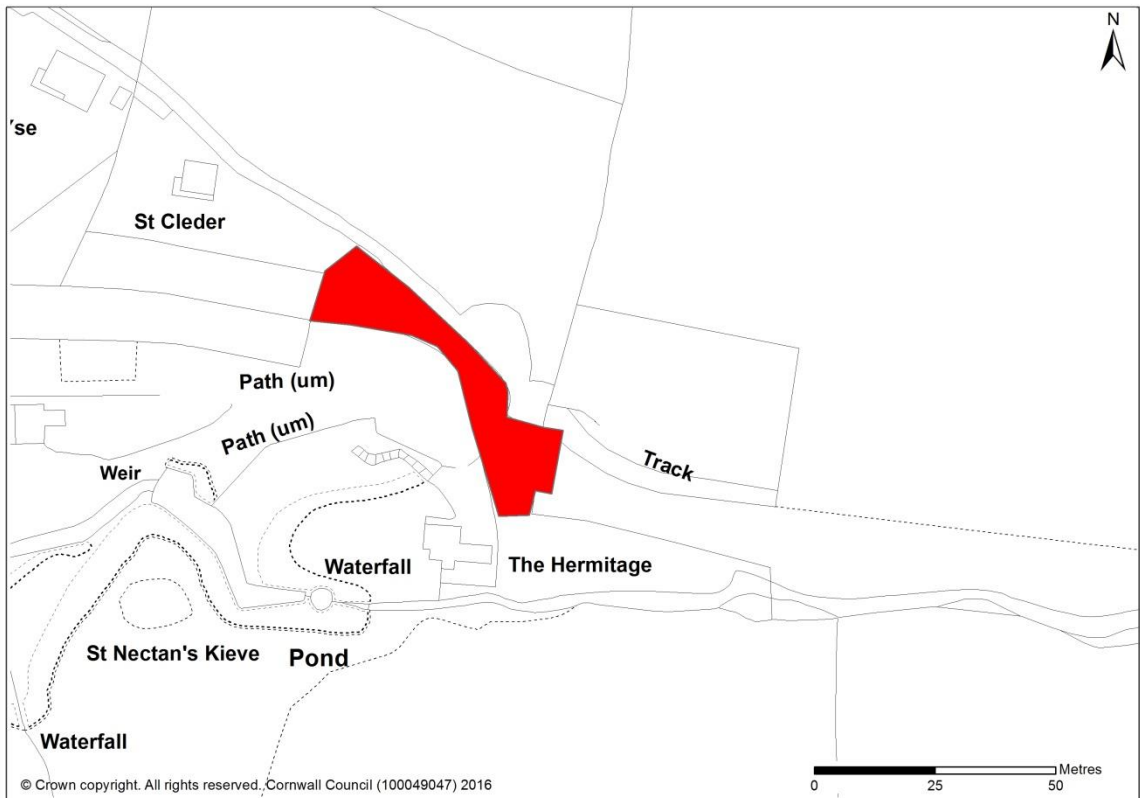 N
'se
St Cleder
Path (um)
Path (um)
Weir
Track
Waterfall
The Hermitage
St Nectan's Kieve
Pond
Waterfall
Metres
0 25 50
© Crown copyright. All rights reserved. Cornwall Council (100049047) 2016